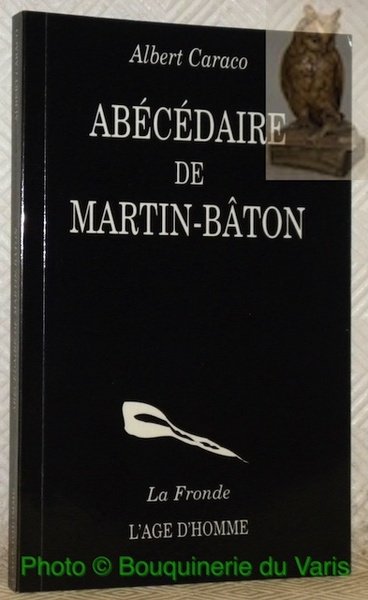 Albert Caraco
ABÉCÉDAIRE
DE
MARTIN-BÂTON
La Fronde
L'AGE D'HOMME
Photo © Bouquinerie du Varis